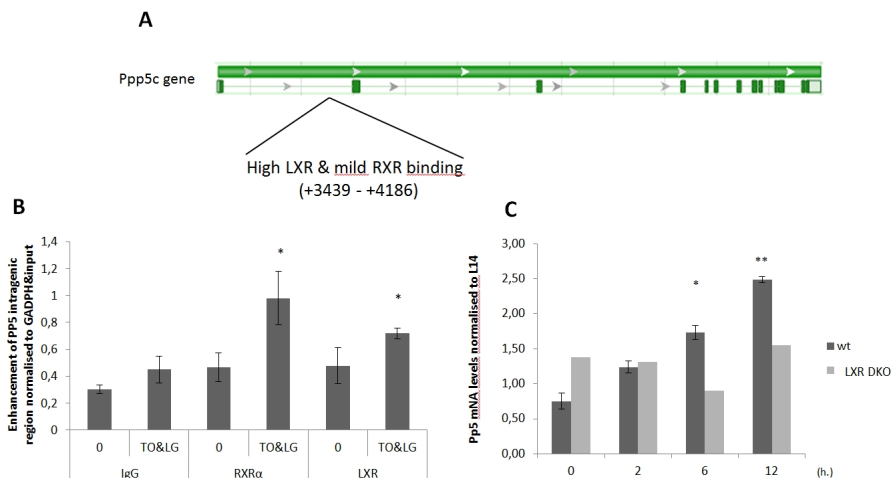 A
Ppp5c gene
High LXR & mild RXR binding
(+3439 - +4186)
B
Enhancement of PP5 intragenic
region normalised to GADPH&input
1,4
1,2
1
0,8
0,6
0,4
0,2
0
*
*
0 TO&LG 0 TO&LG 0 TO&LG
IgG RXRα LXR
C
Pp5 mNA levels normalised to L14
3,00
2,50
2,00
1,50
1,00
0,50
0,00
*
**
0 2 6 12 (h.)
wt
LXR DKO